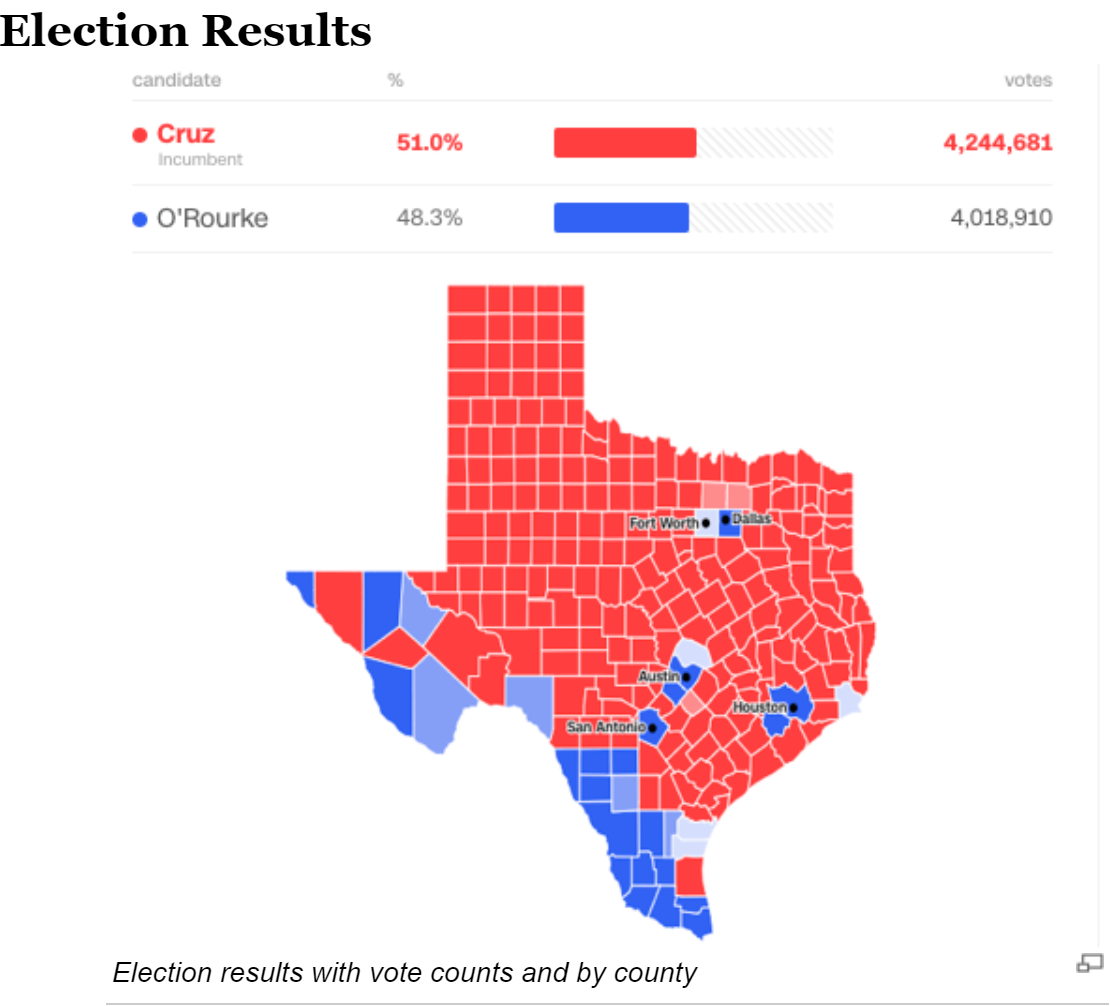 Election Results
candidate % votes
Cruz 51.0% 4,244,681
Incumbent
O'Rourke 48.3% 4,018,910
Fort Worth Dallas
Austin
Houston
San Antonio
Election results with vote counts and by county